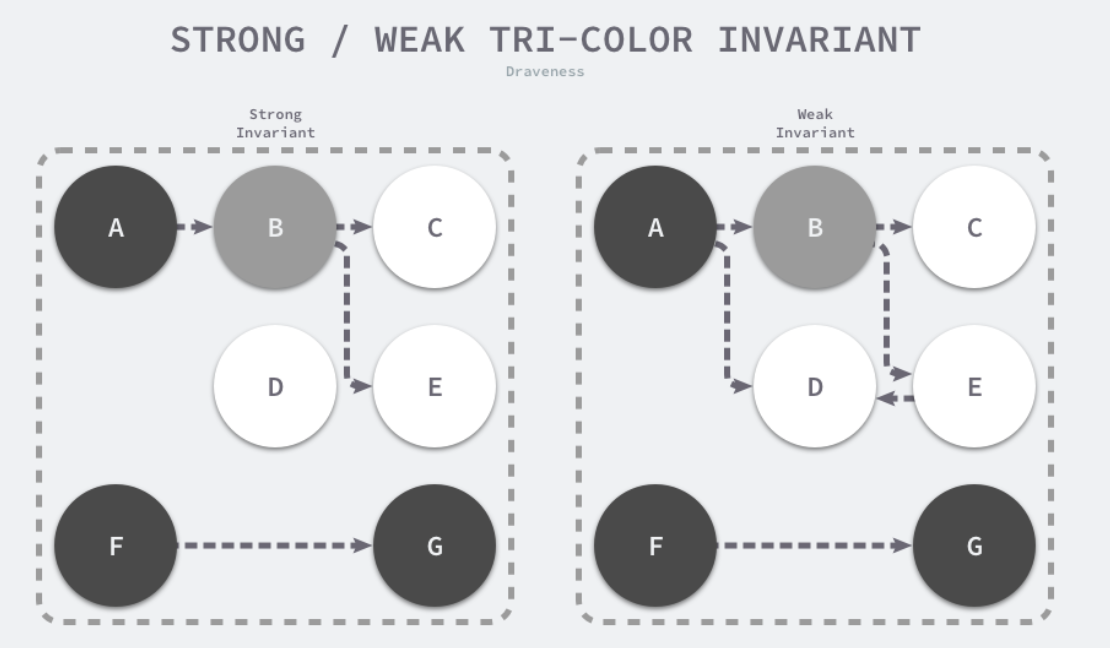 STRONG / WEAK TRI-COLOR INVARIANT
Draveness
Strong
Invariant
A
B
C
D
E
F
G
Weak
Invariant
A
B
C
D
E
F
G